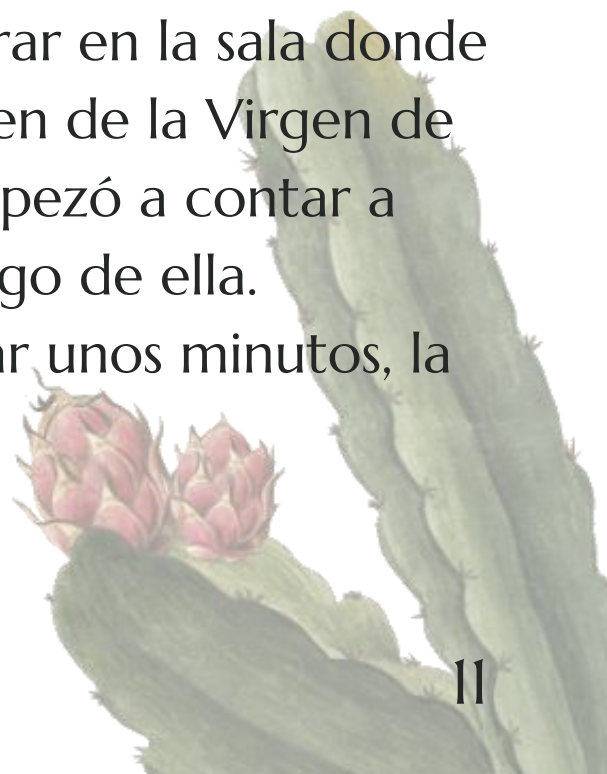 rar en la sala donde
en de la Virgen de
pezó a contar a
go de ella.
ar unos minutos, la
11